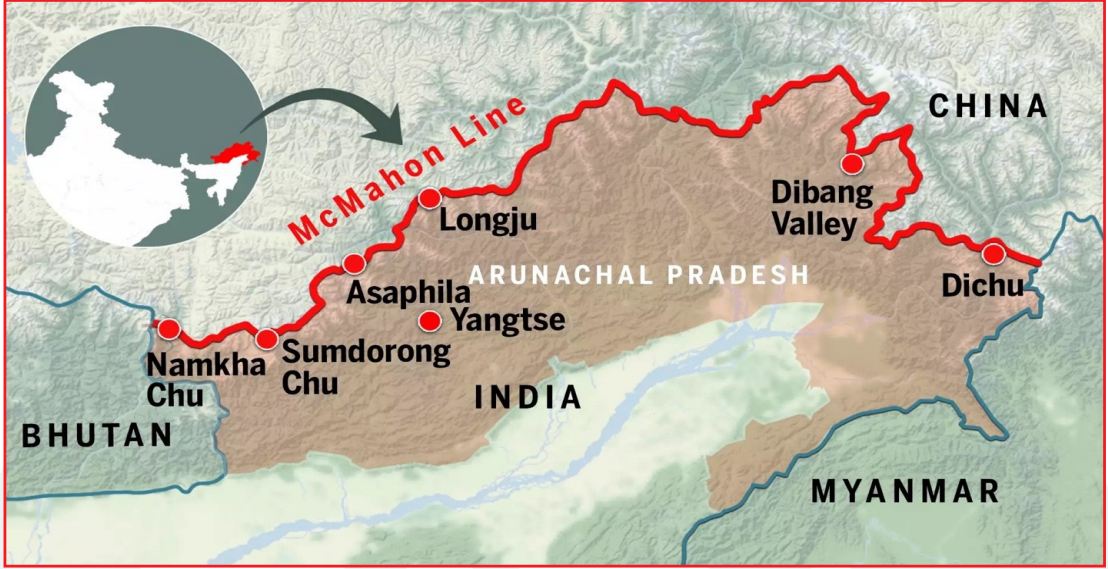 McMahon Line
CHINA
Dibang
Valley
Longju
ARUNACHAL PRADESH
Dichu
Asaphila
Yangtse
Namkha
Chu
Sumdorong
Chu
INDIA
BHUTAN
MYANMAR